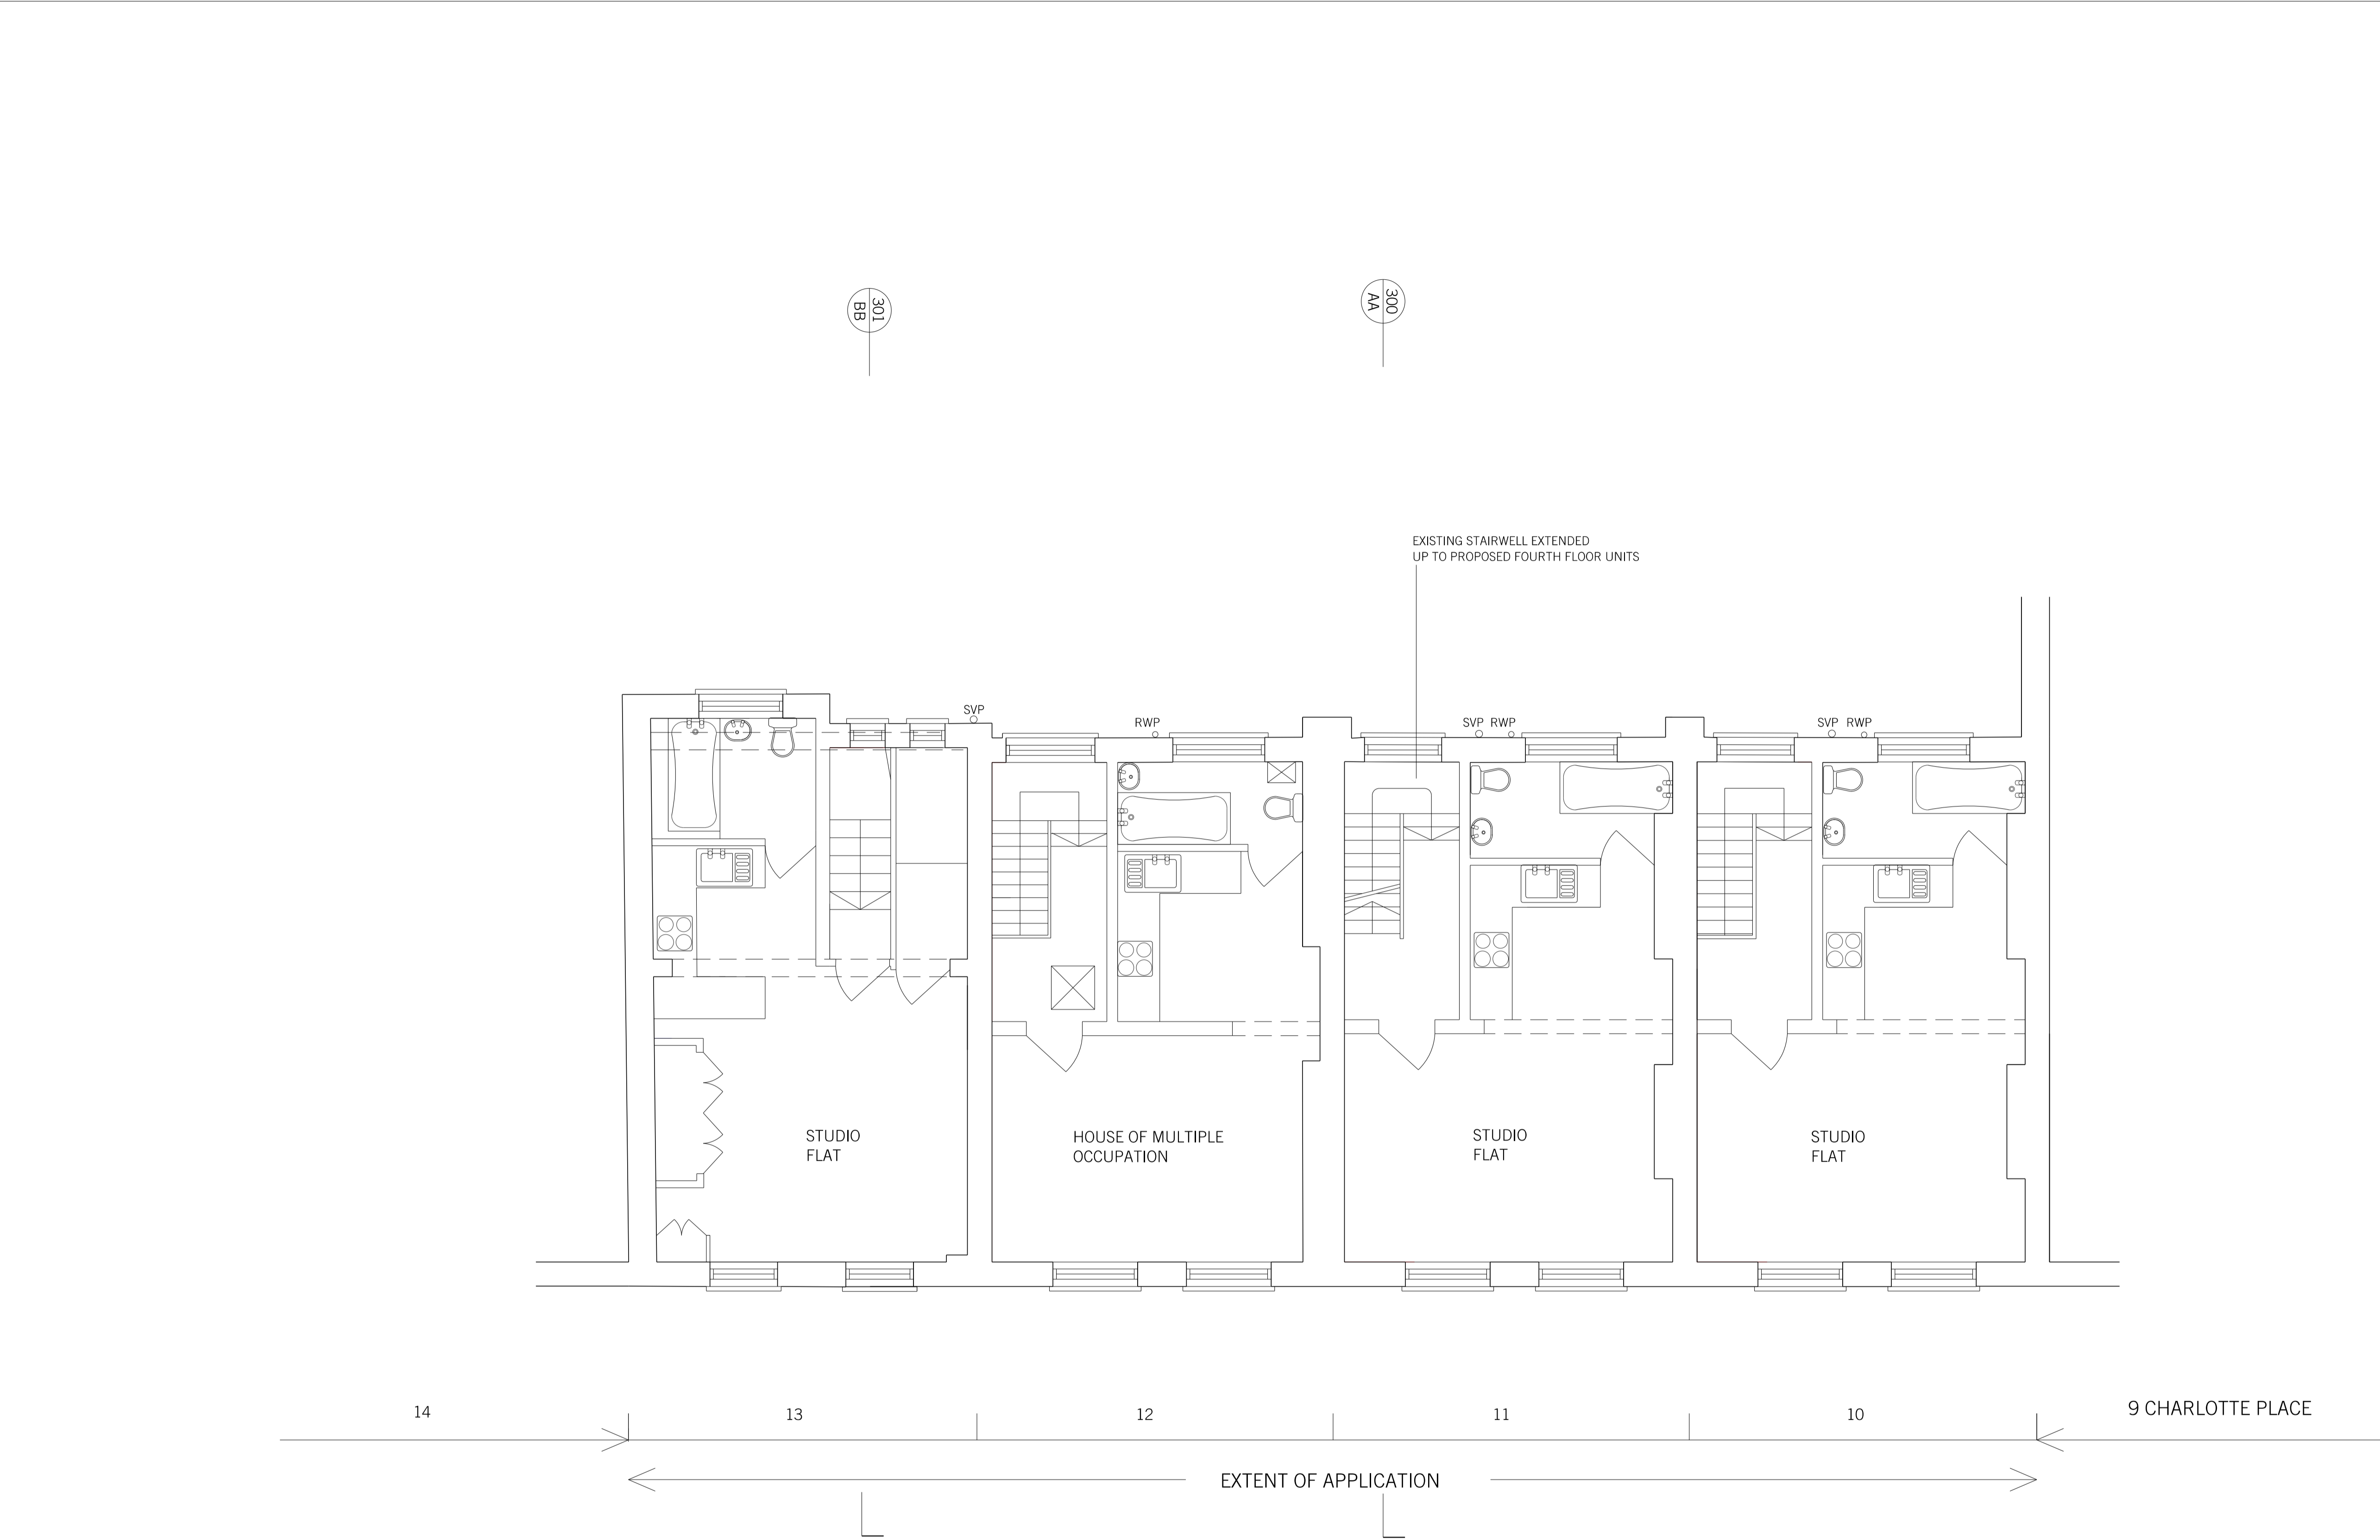 301
BB
300
AA
EXISTING STAIRWELL EXTENDED
UP TO PROPOSED FOURTH FLOOR UNITS
SVP
RWP
SVP RWP
SVP RWP
STUDIO
FLAT
HOUSE OF MULTIPLE
OCCUPATION
STUDIO
FLAT
STUDIO
FLAT
14
13
12
11
10
9 CHARLOTTE PLACE
EXTENT OF APPLICATION